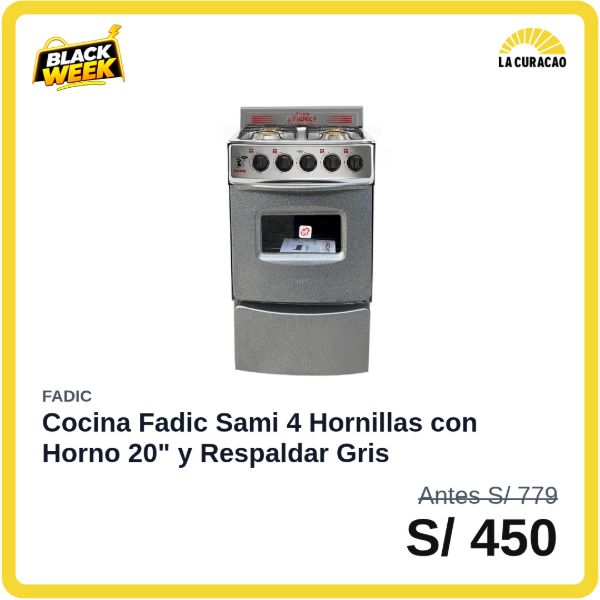 BLACK
WEEK
LA CURACAO
FADIC
Cocina Fadic Sami 4 Hornillas con
Horno 20" y Respaldar Gris
Antes S/ 779
S/ 450